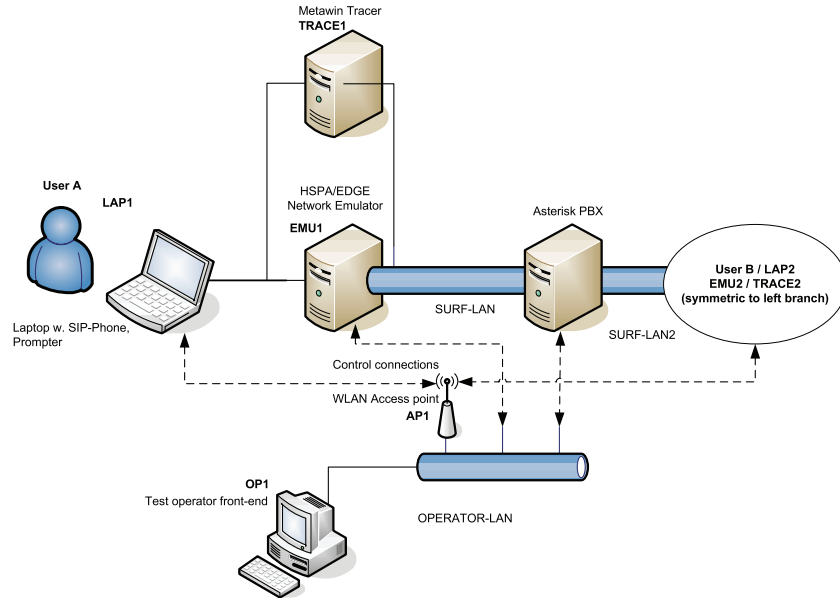 Metawin Tracer
TRACE1
User A
LAP1
HSPA/EDGE
Network Emulator
EMU1
Asterisk PBX
User B / LAP2
EMU2 / TRACE2
(symmetric to left branch)
SURF-LAN
SURF-LAN2
Laptop w. SIP-Phone,
Prompter
Control connections
WLAN Access point
AP1
OP1
Test operator front-end
OPERATOR-LAN